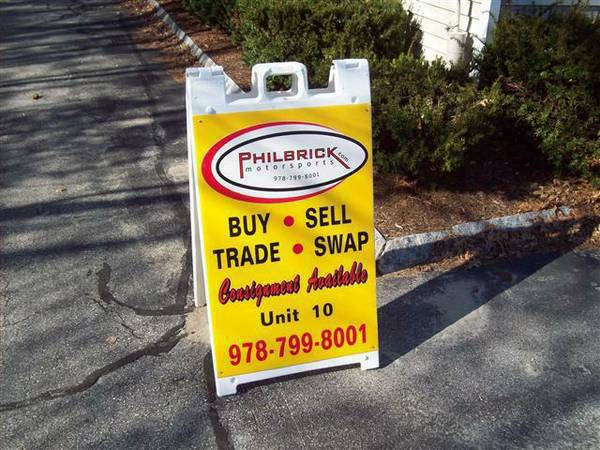 PHILBRICK.com
motorsports
978-799-8001
BUY • SELL
TRADE • SWAP
Consignment Available
Unit 10
978-799-8001